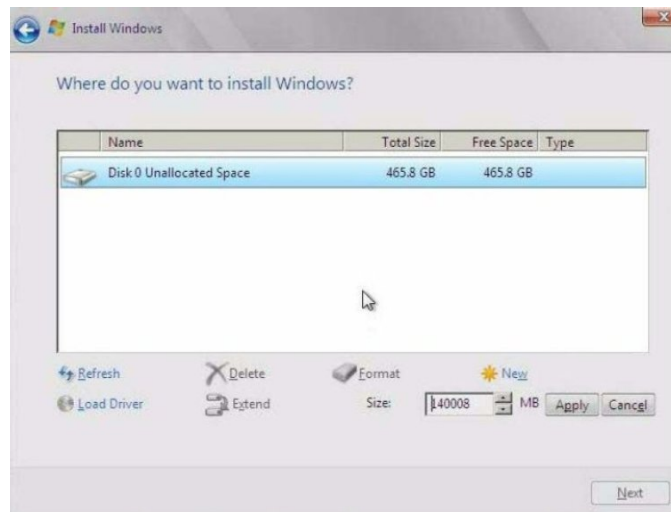 Install Windows
Where do you want to install Windows?
Name Total Size Free Space Type
Disk 0 Unallocated Space 465.8 GB 465.8 GB
Refresh Delete Format New
Load Driver Extend Size: 140008 MB Apply Cancel
Next